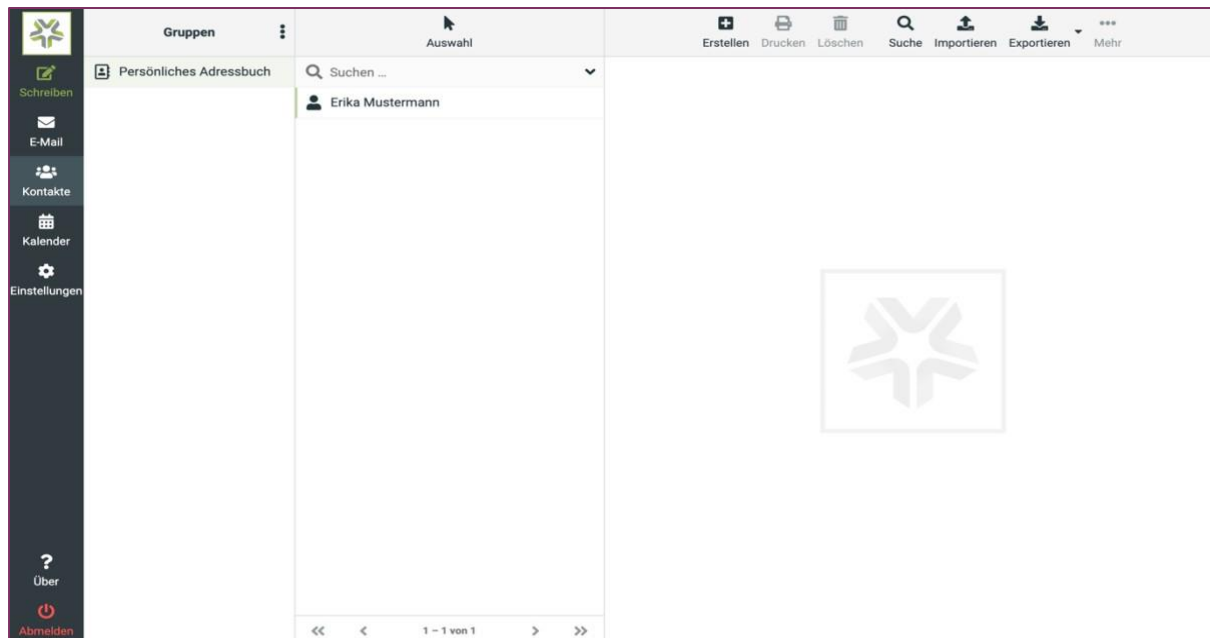 Gruppen
Auswahl
Erstellen Drucken Löschen Suche Importieren Exportieren Mehr
Schreiben
E-Mail
Kontakte
Kalender
Einstellungen
Über
Abmelden
Persönliches Adressbuch
Suchen ...
Erika Mustermann
1 – 1 von 1